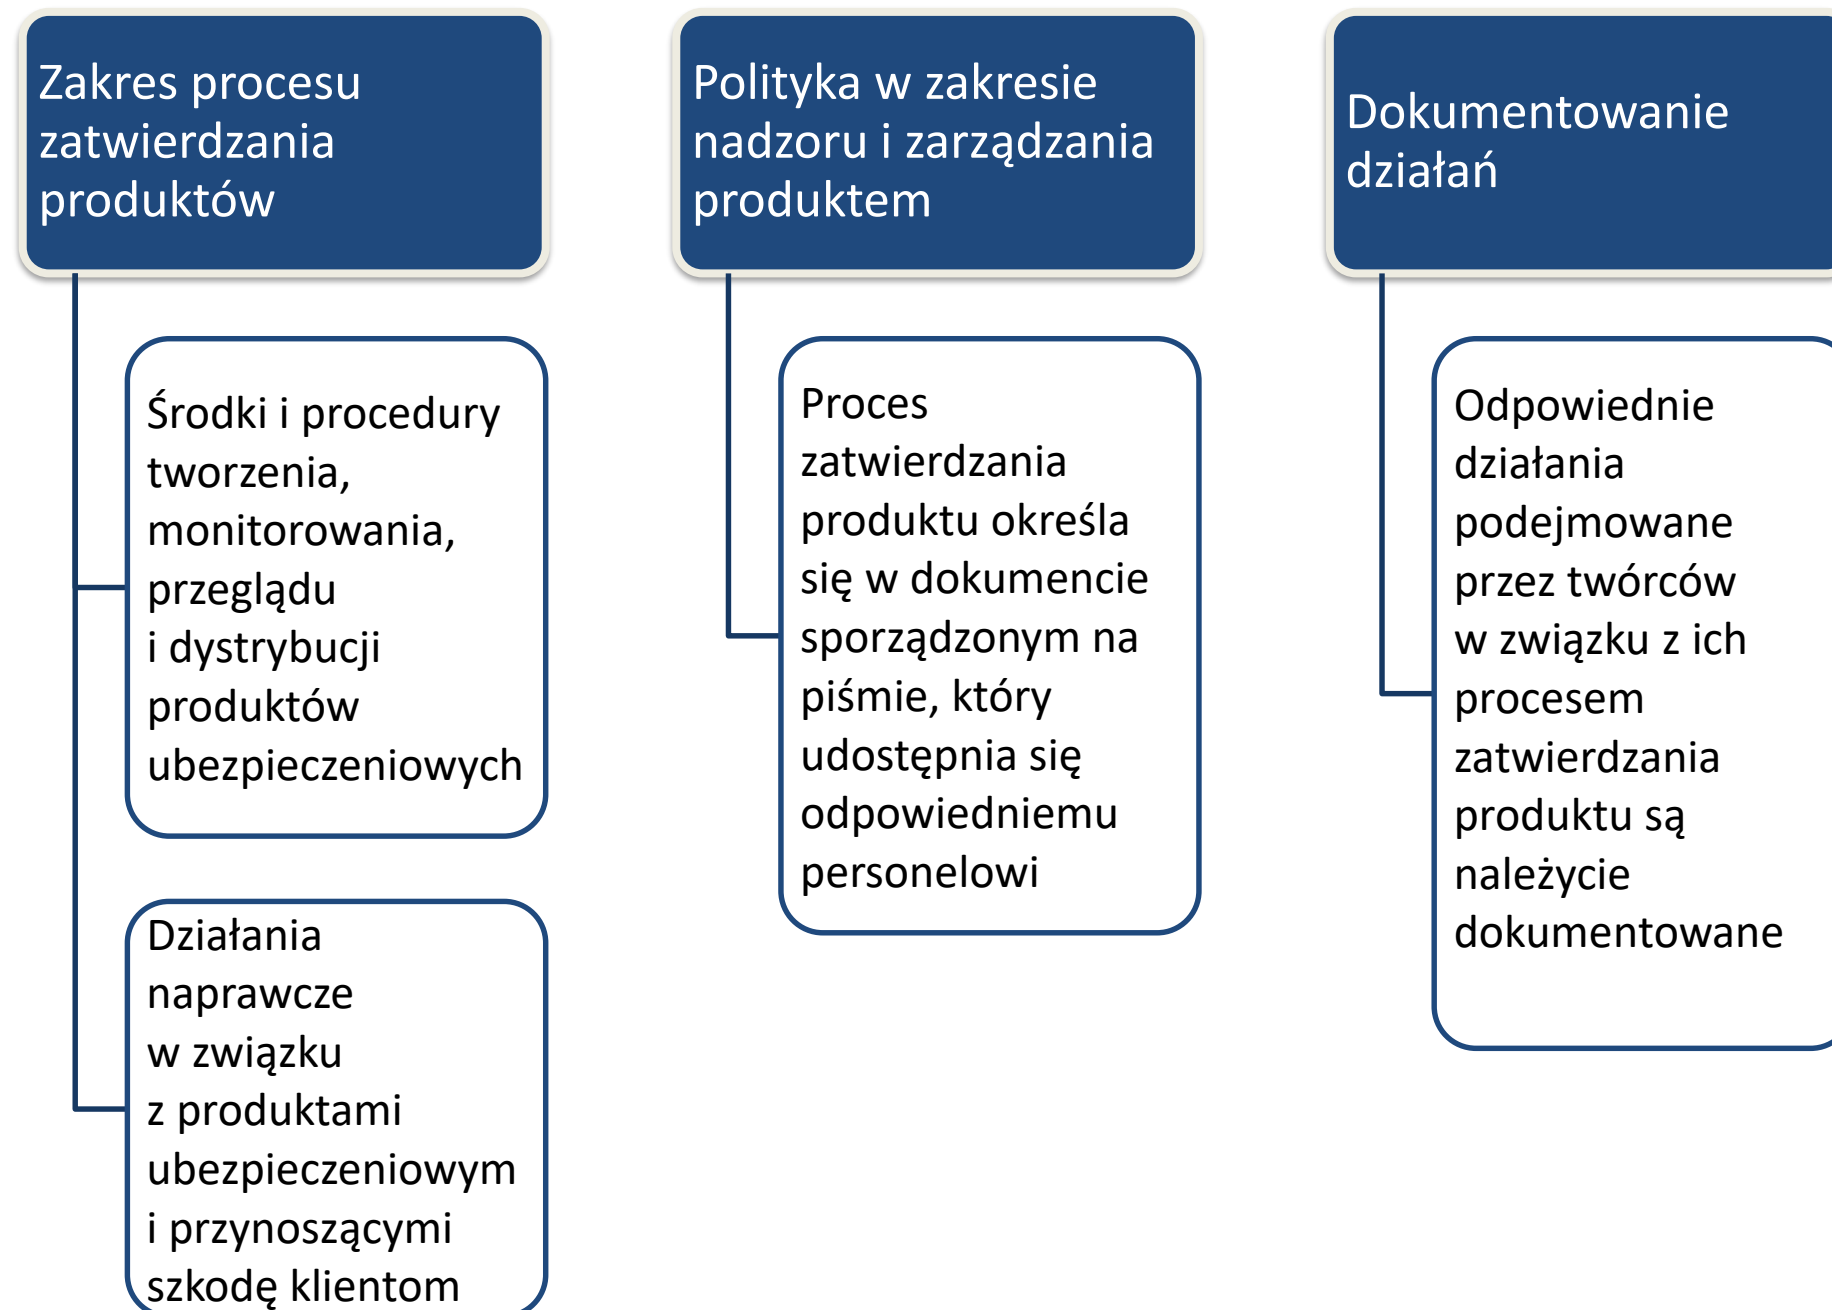 Zakres procesu
zatwierdzania
produktów
Środki i procedury
tworzenia,
monitorowania,
przeglądu
i dystrybucji
produktów
ubezpieczeniowych
Działania
naprawcze
w związku
z produktami
ubezpieczeniowym
i przynoszącymi
szkodę klientom
Polityka w zakresie
nadzoru i zarządzania
produktem
Proces
zatwierdzania
produktu określa
się w dokumencie
sporządzonym na
piśmie, który
udostępnia się
odpowiedniemu
personelowi
Dokumentowanie
działań
Odpowiednie
działania
podejmowane
przez twórców
w związku z ich
procesem
zatwierdzania
produktu są
należycie
dokumentowane